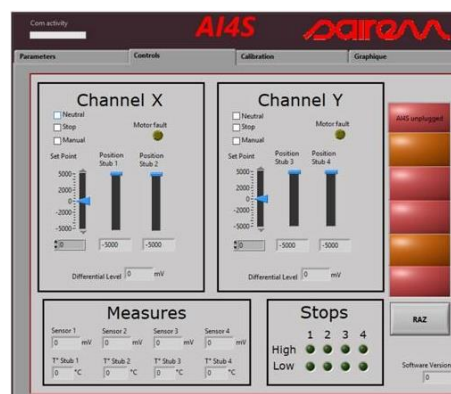 Com activity
AI4S
sairem
Parameters
Controls
Calibration
Graphique
Channel X
Neutral
Stop
Manual
Motor fault
Set Point
Position Stub 1
Position Stub 2
5000
2000
0
-2000
-5000
0
-5000
-5000
Differential Level 0 mV
Channel Y
Neutral
Stop
Manual
Motor fault
Set Point
Position Stub 3
Position Stub 4
5000
2000
0
-2000
-5000
0
-5000
-5000
Differential Level 0 mV
AI4S unplugged
Measures
Sensor 1 Sensor 2 Sensor 3 Sensor 4
0 mV 0 mV 0 mV 0 mV
T° Stub 1 T° Stub 2 T° Stub 3 T° Stub 4
0 °C 0 °C 0 °C 0 °C
Stops
1 2 3 4
High
Low
RAZ
Software Version
0